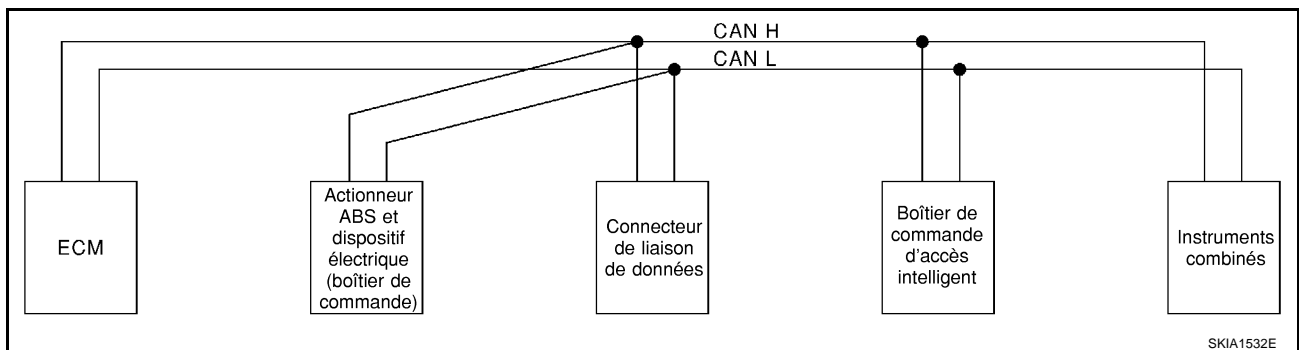 CAN H
CAN L
ECM
Actionneur
ABS et
dispositif
électrique
(boîtier de
commande)
Connecteur
de liaison
de données
Boîtier de
commande
d'accès
intelligent
Instruments
combinés
SKIA1532E